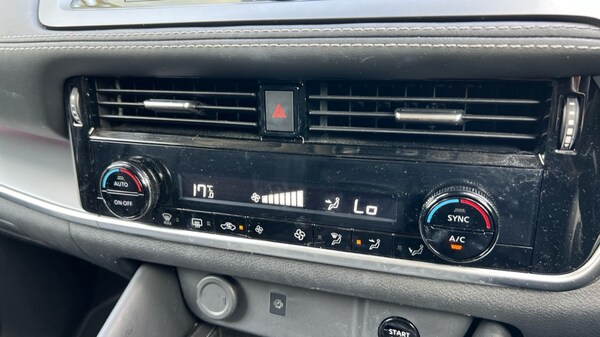 AUTO
ON·OFF
17.5
Lo
SYNC
A/C
START